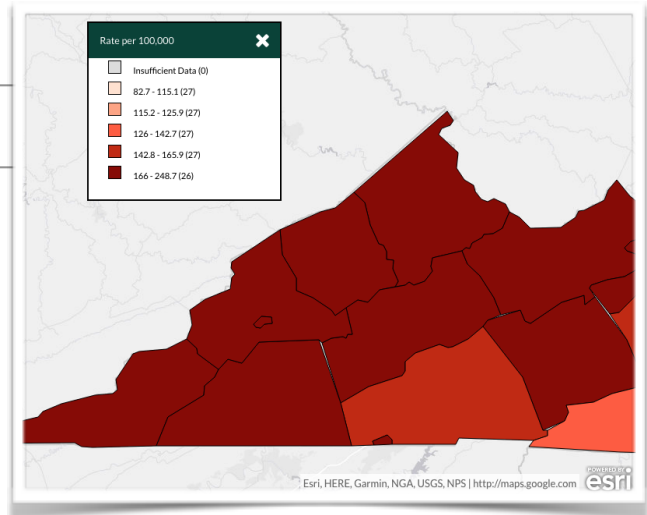 Rate per 100,000
Insufficient Data (0)
82.7 - 115.1 (27)
115.2 - 125.9 (27)
126 - 142.7 (27)
142.8 - 165.9 (27)
166 - 248.7 (26)
Esri, HERE, Garmin, NGA, USGS, NPS | http://maps.google.com
POWERED BY
esri